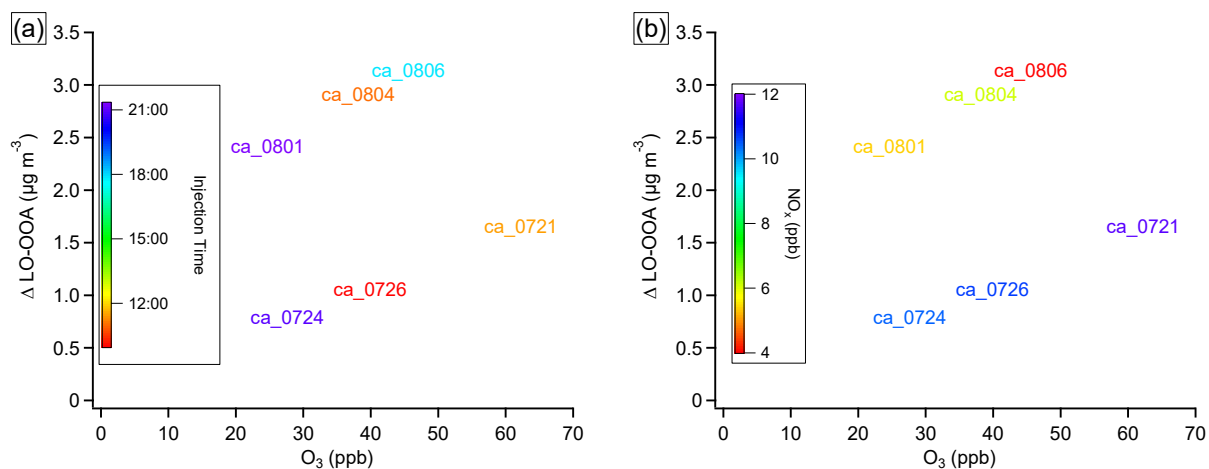 (a)
3.5
3.0
2.5
2.0
1.5
1.0
0.5
0
Δ LO-OOA (µg m⁻³)
0 10 20 30 40 50 60 70
O₃ (ppb)
21:00
18:00
15:00
12:00
Injection Time
ca_0806
ca_0804
ca_0801
ca_0721
ca_0726
ca_0724
(b)
3.5
3.0
2.5
2.0
1.5
1.0
0.5
0
Δ LO-OOA (µg m⁻³)
0 10 20 30 40 50 60 70
O₃ (ppb)
12
10
8
6
4
NOₓ (ppb)
ca_0806
ca_0804
ca_0801
ca_0721
ca_0726
ca_0724